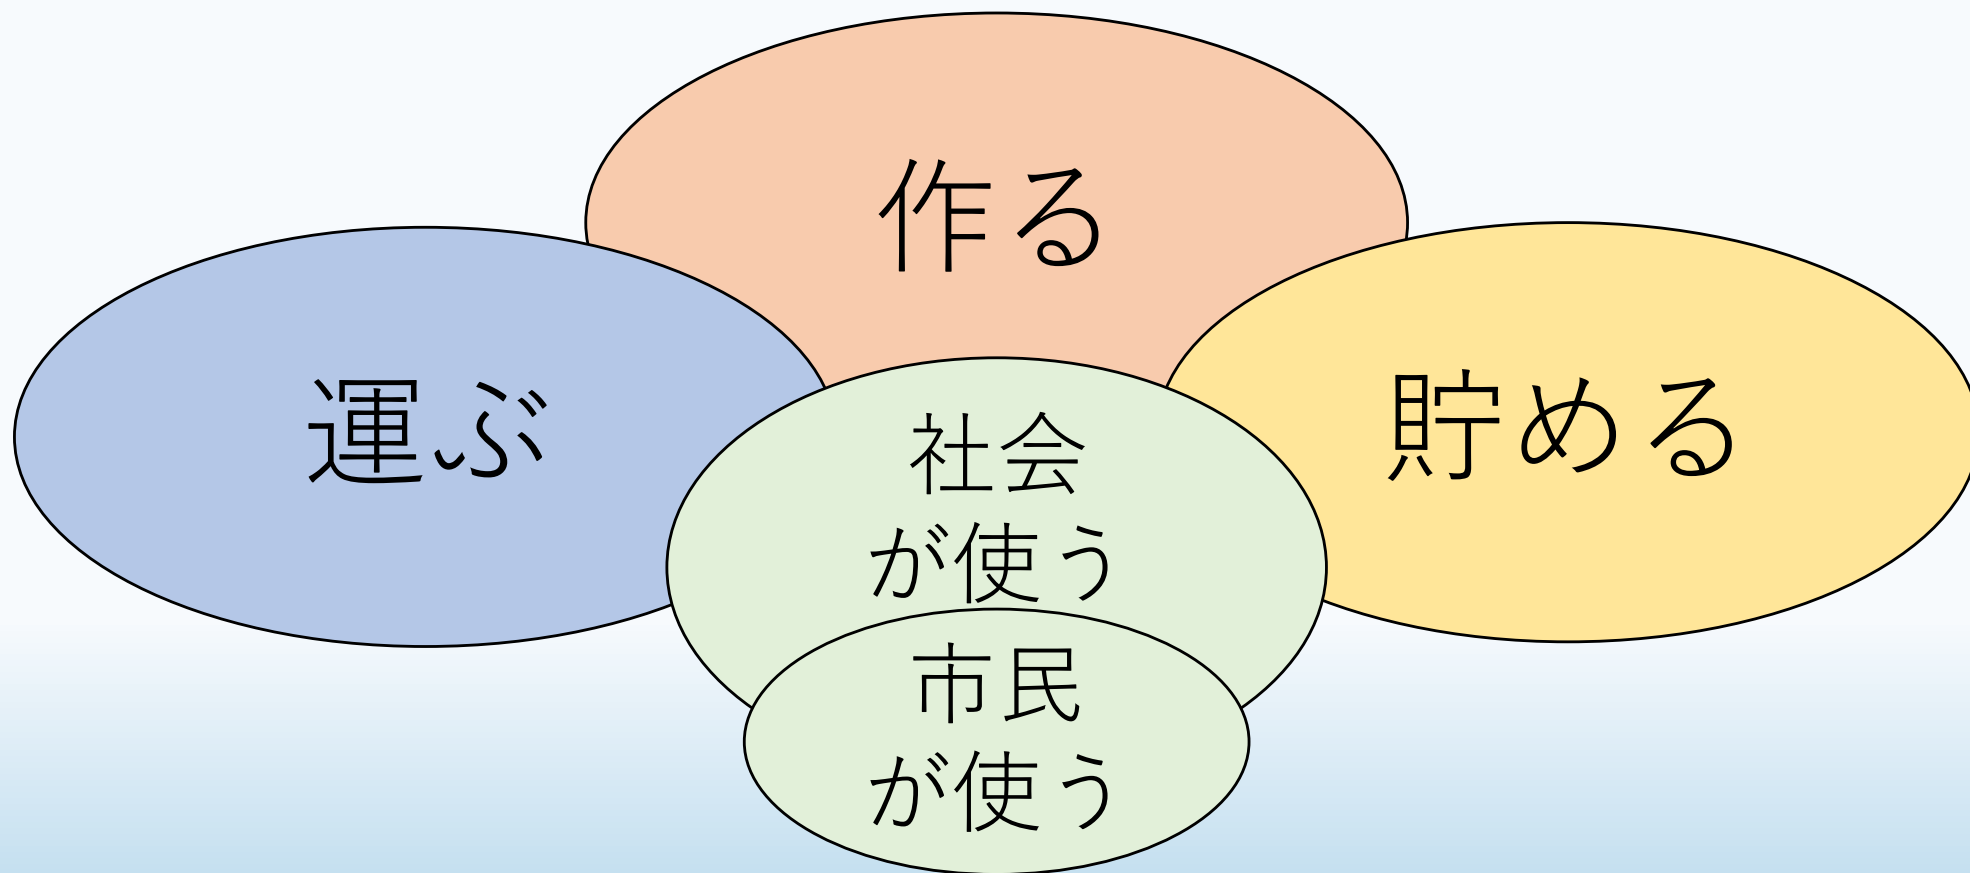 作る
運ぶ
貯める
社会
が使う
市民
が使う